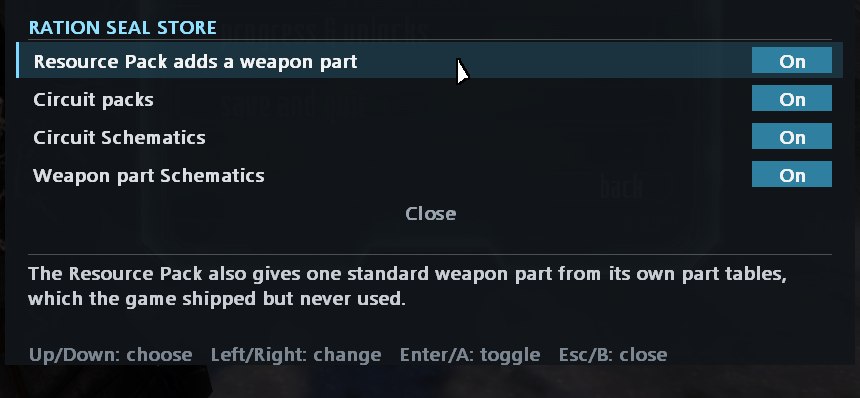 RATION SEAL STORE
Resource Pack adds a weapon part On
Circuit packs On
Circuit Schematics On
Weapon part Schematics On
back
Close
The Resource Pack also gives one standard weapon part from its own part tables,
which the game shipped but never used.
Up/Down: choose Left/Right: change Enter/A: toggle Esc/B: close